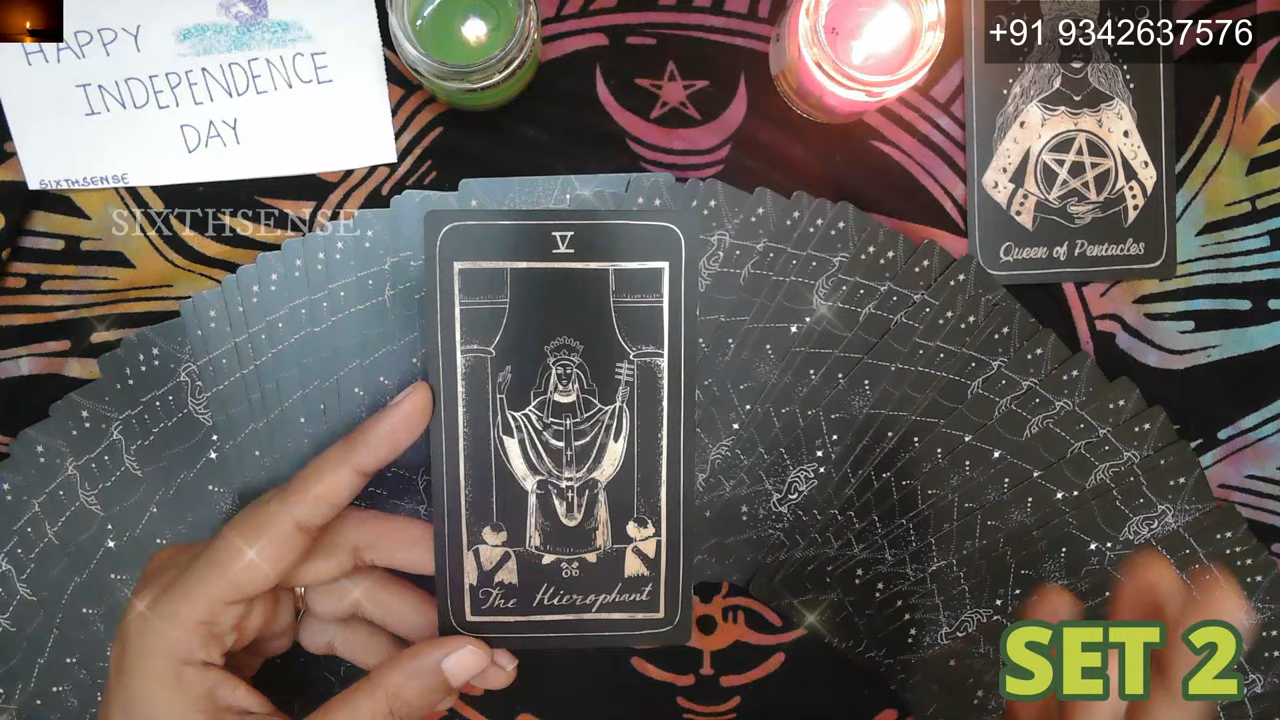 HAPPY
INDEPENDENCE
DAY
SIXTHSENSE
SIXTHSENSE
+91 9342637576
Queen of Pentacles
V
The Hierophant
SET 2